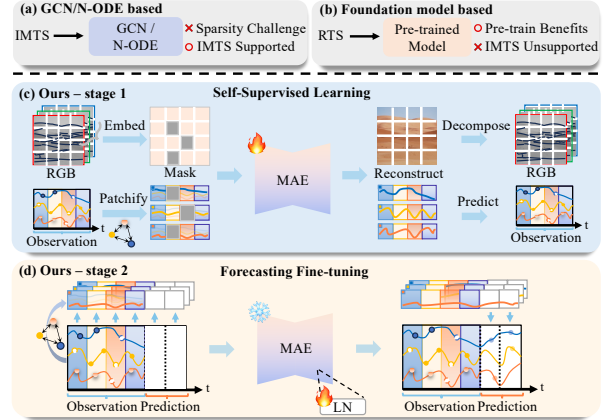 (a) GCN/N-ODE based
IMTS
GCN /
N-ODE
Sparsity Challenge
IMTS Supported
(b) Foundation model based
RTS
Pre-trained
Model
Pre-train Benefits
IMTS Unsupported
(c) Ours – stage 1
Self-Supervised Learning
Embed
RGB
Mask
MAE
Reconstruct
Decompose
RGB
Patchify
t
Observation
Predict
t
Observation
(d) Ours – stage 2
Forecasting Fine-tuning
t
Observation Prediction
MAE
LN
t
Observation Prediction